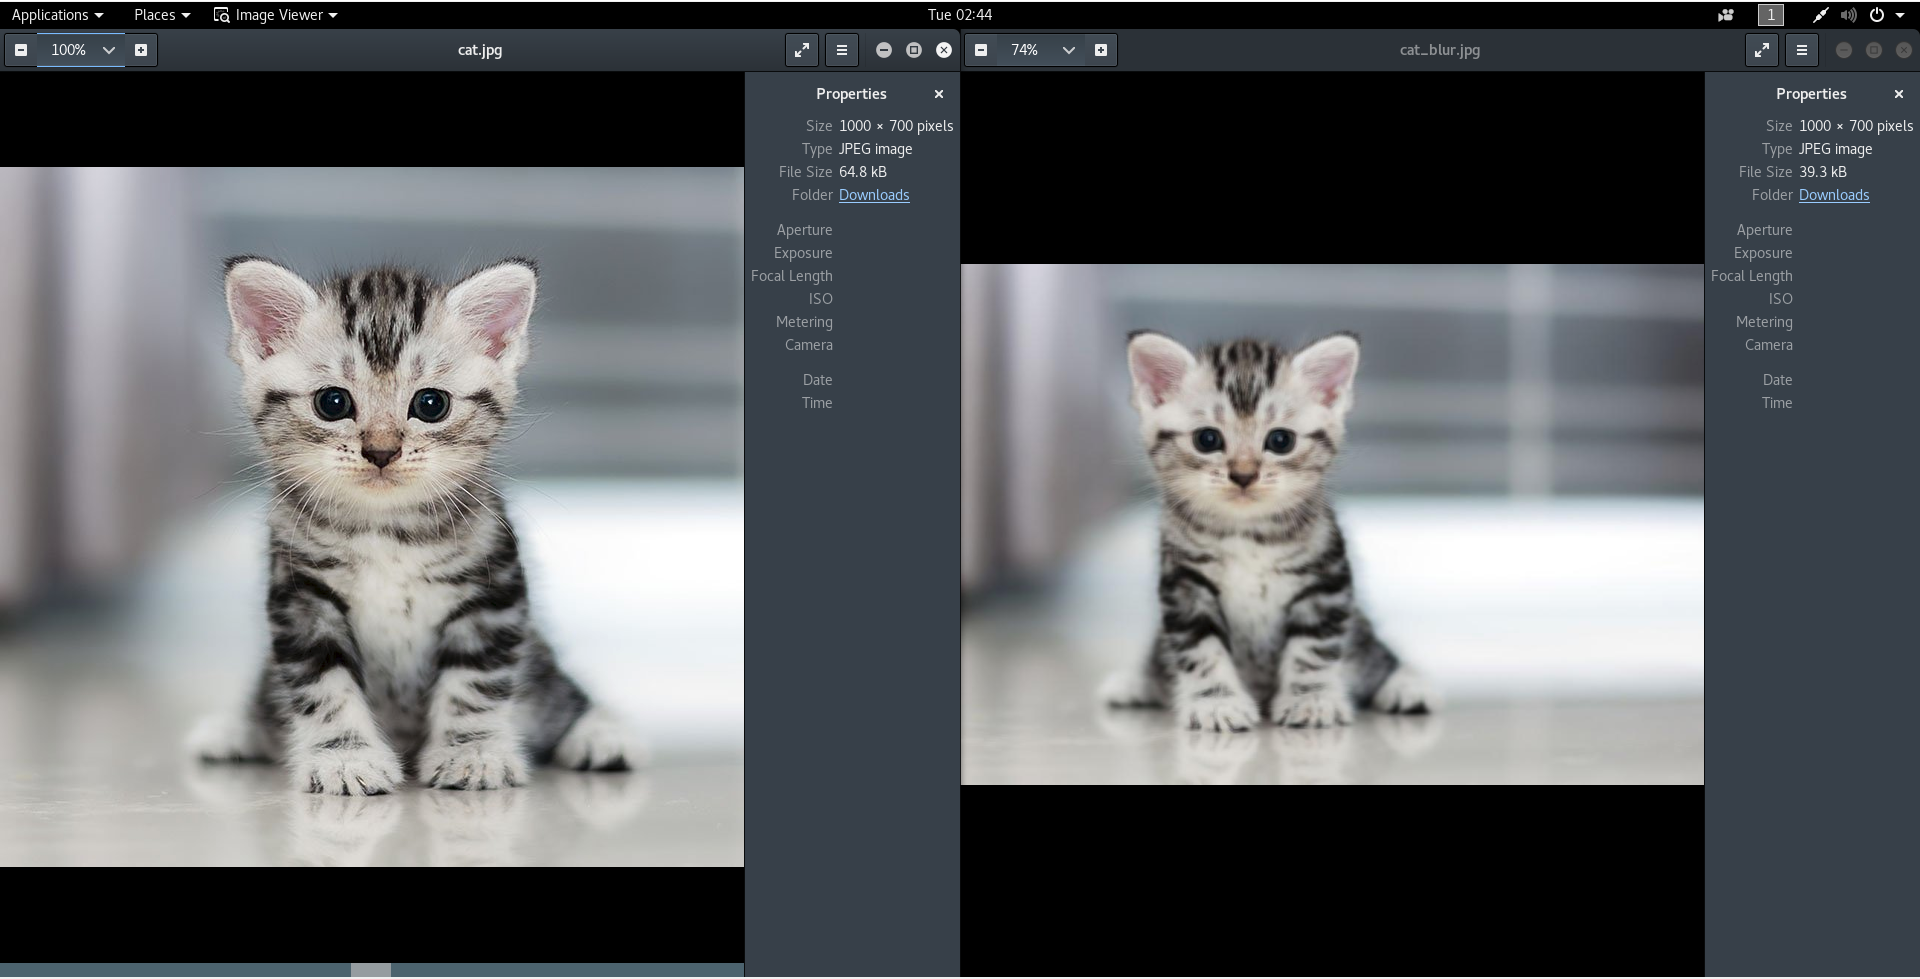 Applications Places Image Viewer Tue 02:44 1
100% cat.jpg
Properties
Size 1000 × 700 pixels
Type JPEG image
File Size 64.8 kB
Folder Downloads
Aperture
Exposure
Focal Length
ISO
Metering
Camera
Date
Time
74% cat_blur.jpg
Properties
Size 1000 × 700 pixels
Type JPEG image
File Size 39.3 kB
Folder Downloads
Aperture
Exposure
Focal Length
ISO
Metering
Camera
Date
Time